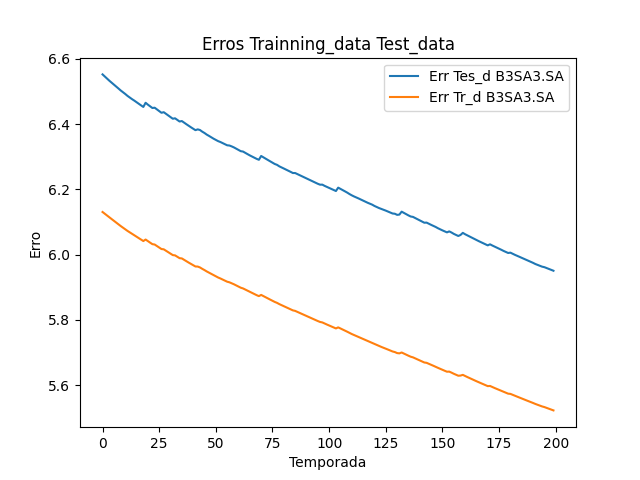 Erros Trainning_data Test_data
Err Tes_d B3SA3.SA
Err Tr_d B3SA3.SA
Erro
6.6
6.4
6.2
6.0
5.8
5.6
0 25 50 75 100 125 150 175 200
Temporada